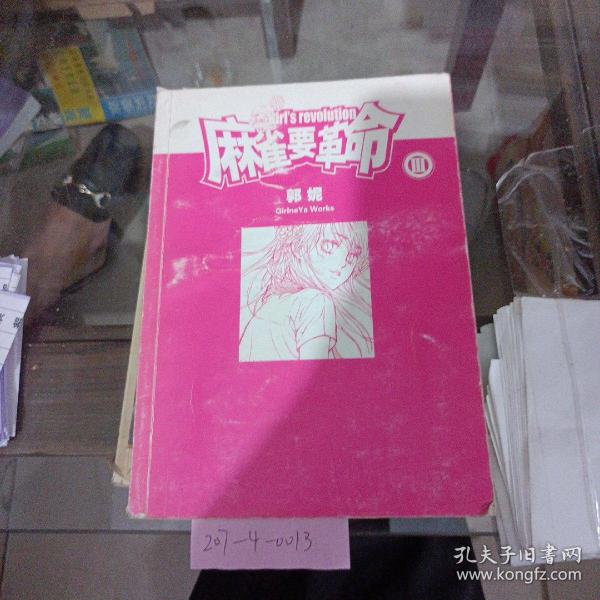 Girl's revolution
麻雀要革命
III
郭妮
GirlneYa Works
207-4-0013
孔夫子旧书网
www.kongfz.com